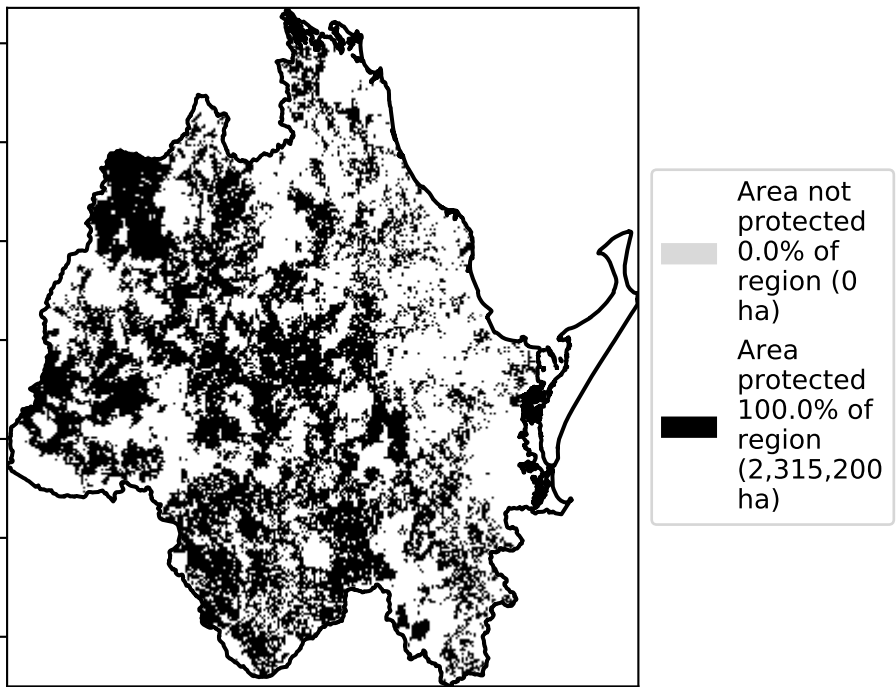 Area not
protected
0.0% of
region (0
ha)
Area
protected
100.0% of
region
(2,315,200
ha)